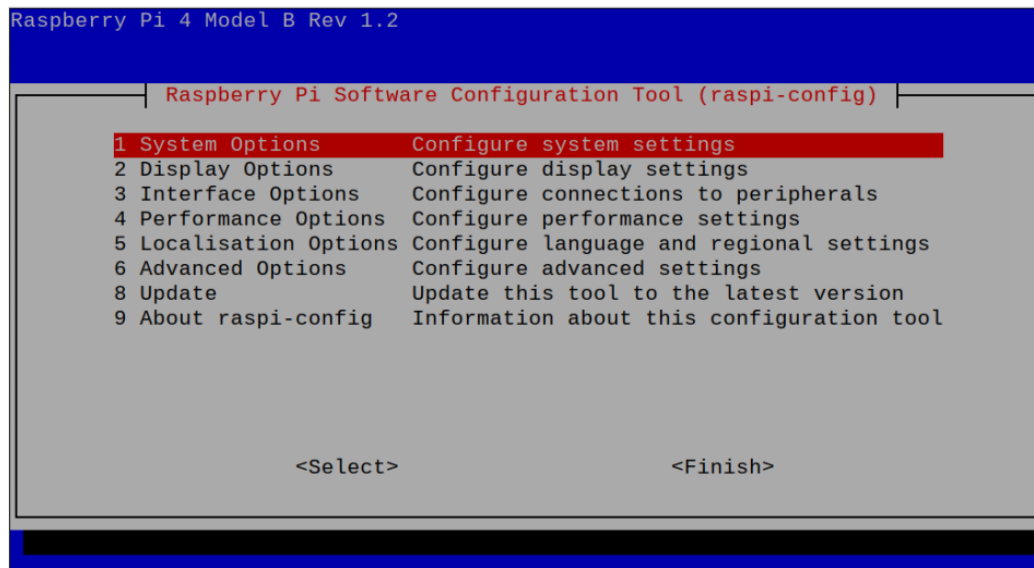 Raspberry Pi 4 Model B Rev 1.2
Raspberry Pi Software Configuration Tool (raspi-config)
1 System Options Configure system settings
2 Display Options Configure display settings
3 Interface Options Configure connections to peripherals
4 Performance Options Configure performance settings
5 Localisation Options Configure language and regional settings
6 Advanced Options Configure advanced settings
8 Update Update this tool to the latest version
9 About raspi-config Information about this configuration tool
<Select> <Finish>